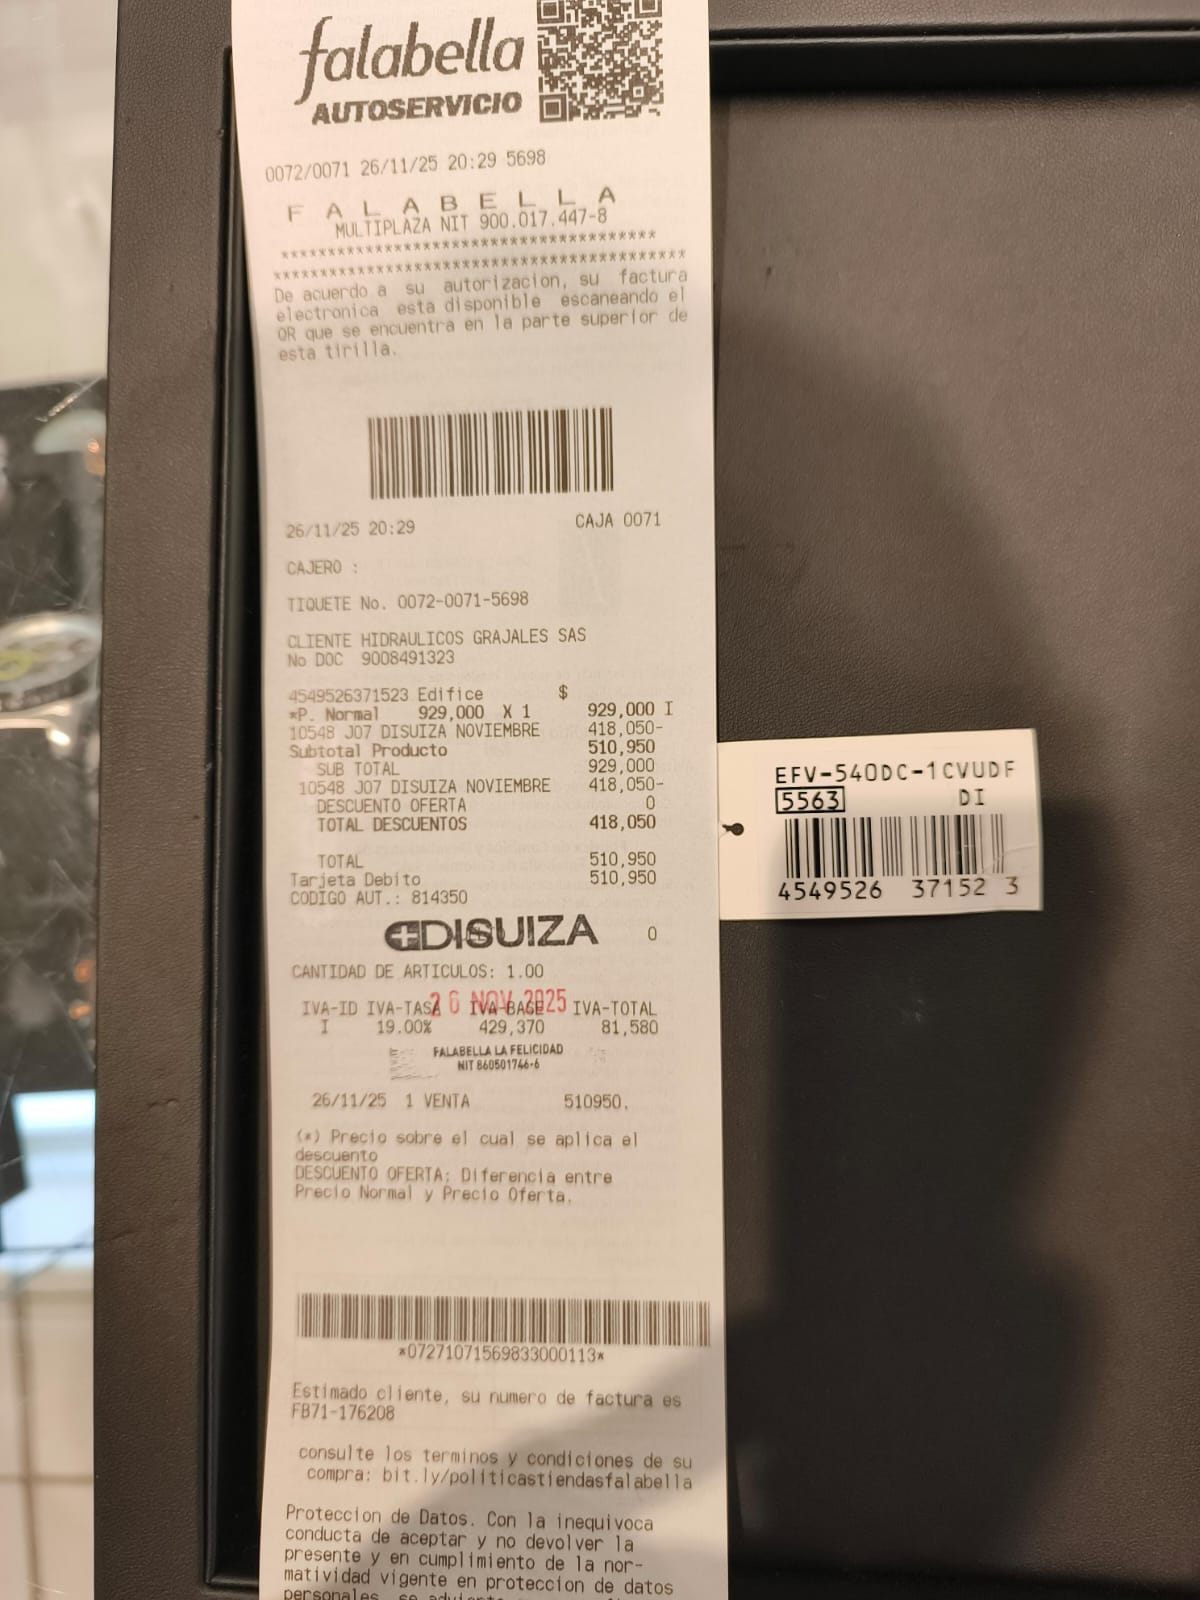 falabella
AUTOSERVICIO
0072/0071 26/11/25 20:29 5698
F A L A B E L L A
MULTIPLAZA NIT 900.017.447-8
****************************************
********************************************
De acuerdo a su autorizacion, su factura
electronica esta disponible escaneando el
QR que se encuentra en la parte superior de
esta tirilla.
26/11/25 20:29 CAJA 0071
CAJERO :
TIQUETE No. 0072-0071-5698
CLIENTE HIDRAULICOS GRAJALES SAS
No DOC 9008491323
4549526371523 Edifice $
*P. Normal 929,000 X 1 929,000 I
10548 J07 DISUIZA NOVIEMBRE 418,050-
Subtotal Producto 510,950
SUB TOTAL 929,000
10548 J07 DISUIZA NOVIEMBRE 418,050-
DESCUENTO OFERTA 0
TOTAL DESCUENTOS 418,050
TOTAL 510,950
Tarjeta Debito 510,950
CODIGO AUT.: 814350
DISUIZA 0
CANTIDAD DE ARTICULOS: 1.00
26 NOV 2025
IVA-ID IVA-TASA IVA-BASE IVA-TOTAL
I 19.00% 429,370 81,580
FALABELLA LA FELICIDAD
NIT 860501746-6
26/11/25 1 VENTA 510950.
(*) Precio sobre el cual se aplica el
descuento
DESCUENTO OFERTA: Diferencia entre
Precio Normal y Precio Oferta.
*07271071569833000113*
Estimado cliente, su numero de factura es
FB71-176208
consulte los terminos y condiciones de su
compra: bit.ly/politicastiendasfalabella
Proteccion de Datos. Con la inequivoca
conducta de aceptar y no devolver la
presente y en cumplimiento de la nor-
matividad vigente en proteccion de datos
personales, se
EFV-540DC-1CVUDF
5563 DI
4549526 37152 3